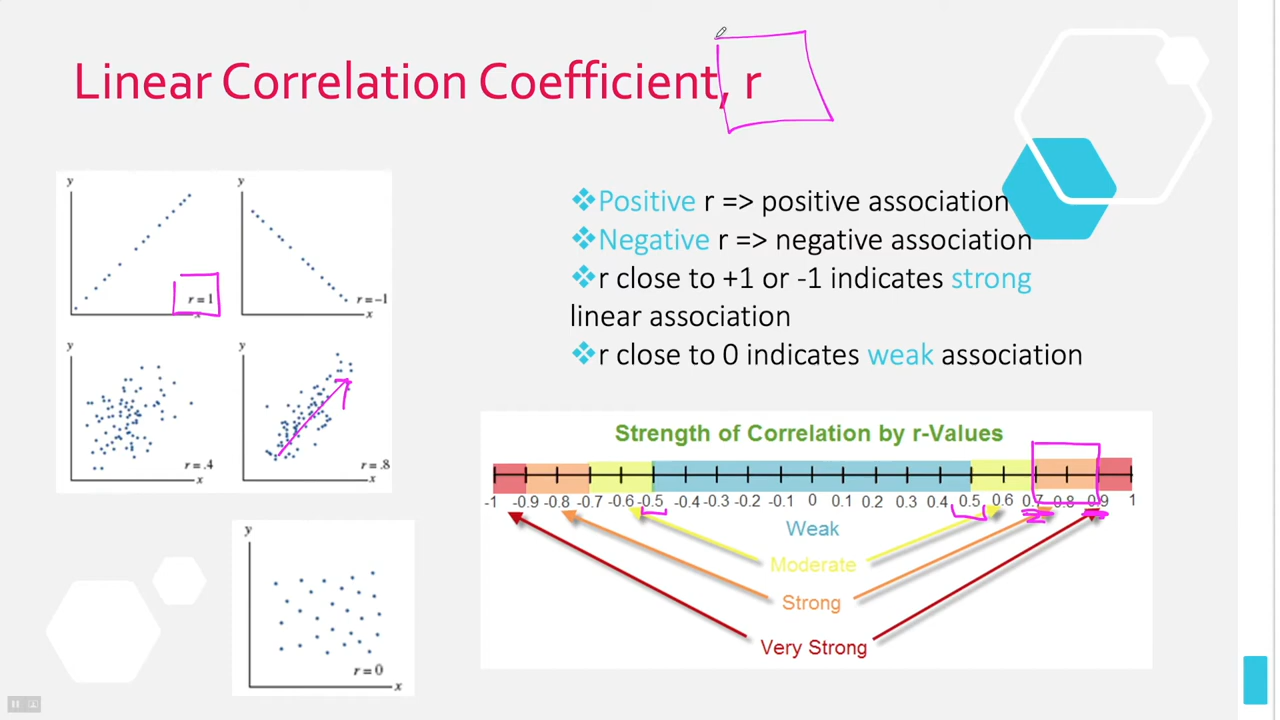 Linear Correlation Coefficient, r
y
y
r = 1
r = −1
x
x
y
y
r = .4
r = .8
x
x
y
r = 0
x
❖Positive r => positive association
❖Negative r => negative association
❖r close to +1 or -1 indicates strong
linear association
❖r close to 0 indicates weak association
Strength of Correlation by r-Values
-1 -0.9 -0.8 -0.7 -0.6 -0.5 -0.4 -0.3 -0.2 -0.1 0 0.1 0.2 0.3 0.4 0.5 0.6 0.7 0.8 0.9 1
Weak
Moderate
Strong
Very Strong